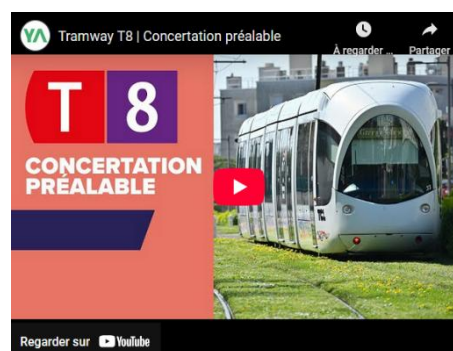 YA
Tramway T8 | Concertation préalable
À regarder ...
Partager
T 8
CONCERTATION
PRÉALABLE
Regarder sur YouTube